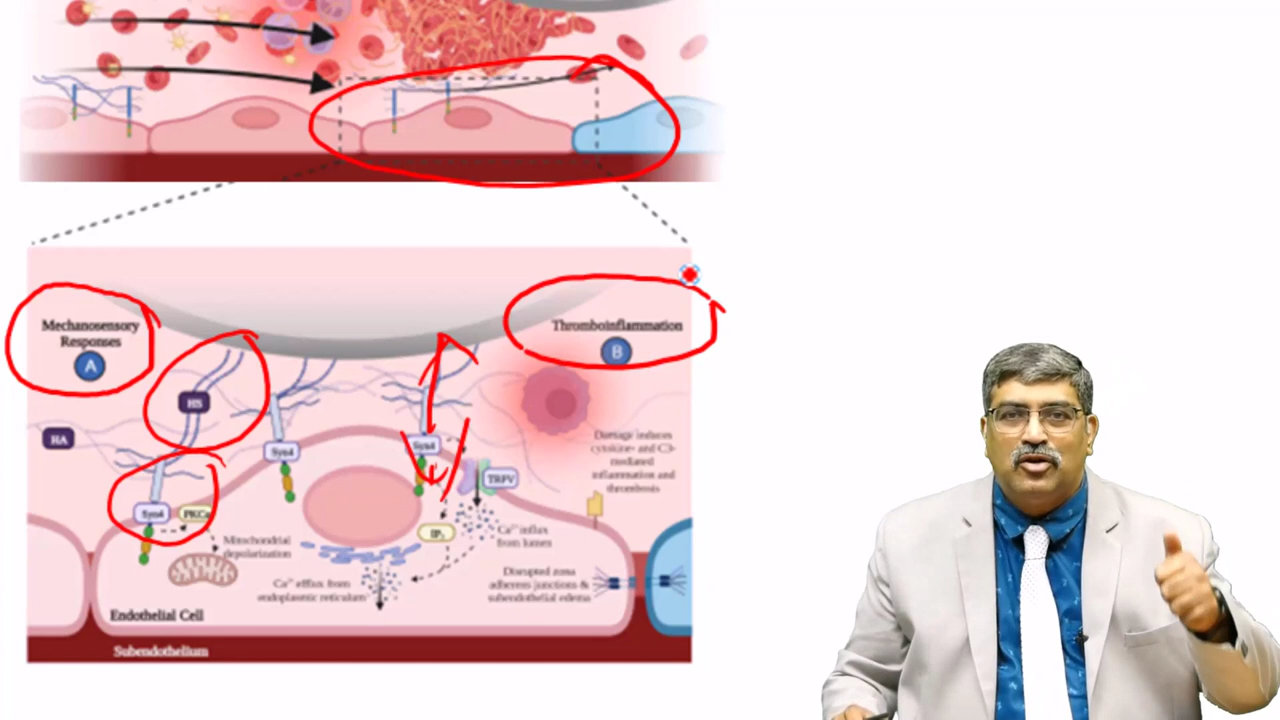 Mechanosensory
Responses
A
Thromboinflammation
B
HS
HA
Syn4
Syn4
Syn4
Damage induces
cytokine- and C3-
mediated
inflammation and
thrombosis
TRPV
PKCα
IP₃
Ca²⁺ influx
from lumen
Mitochondrial
depolarization
Ca²⁺ efflux from
endoplasmic reticulum
Disrupted zona
adherens junctions &
subendothelial edema
Endothelial Cell
Subendothelium